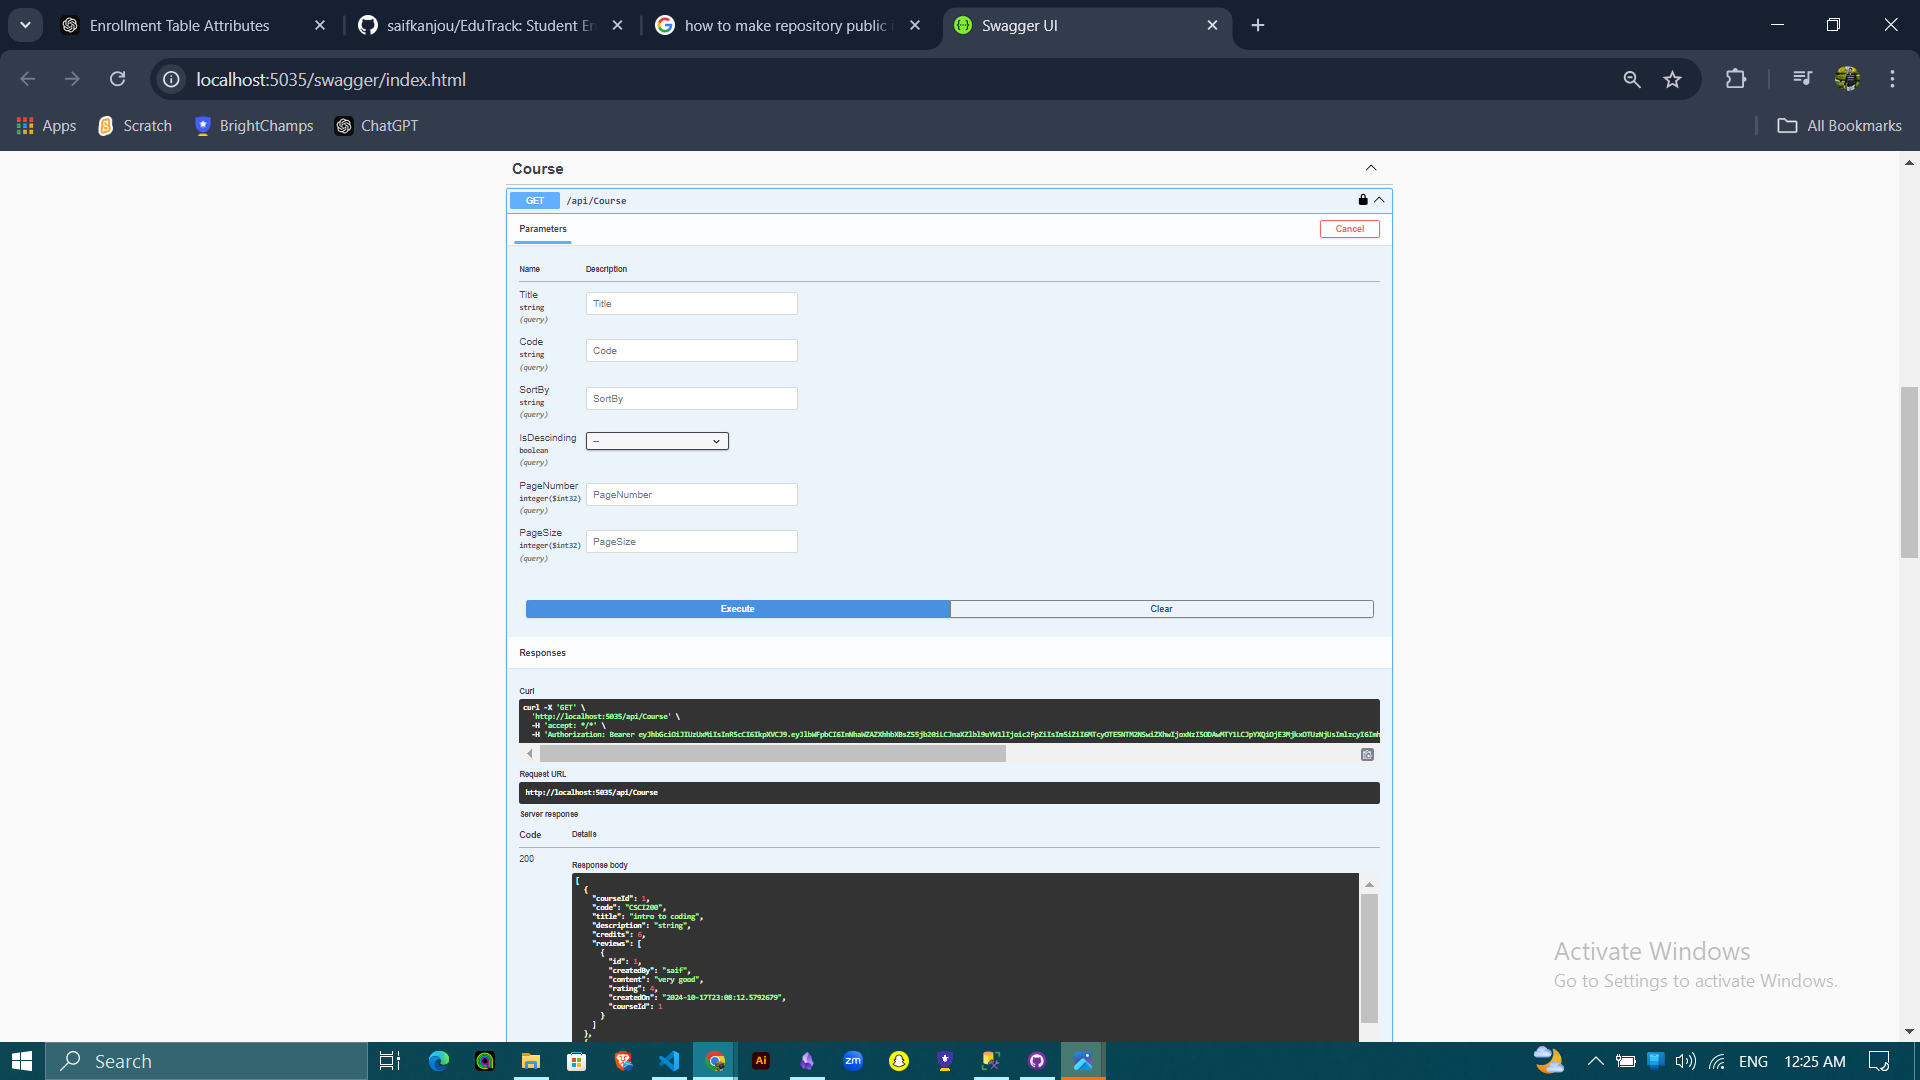 Enrollment Table Attributes
saifkanjou/EduTrack: Student En
how to make repository public i
Swagger UI
localhost:5035/swagger/index.html
Apps
Scratch
BrightChamps
ChatGPT
All Bookmarks
Course
GET /api/Course
Parameters
Cancel
Name Description
Title
string
(query)
Title
Code
string
(query)
Code
SortBy
string
(query)
SortBy
IsDescinding
boolean
(query)
--
PageNumber
integer($int32)
(query)
PageNumber
PageSize
integer($int32)
(query)
PageSize
Execute
Clear
Responses
Curl
curl -X 'GET' \
'http://localhost:5035/api/Course' \
-H 'accept: */*' \
-H 'Authorization: Bearer
Request URL
http://localhost:5035/api/Course
Server response
Code Details
200
Response body
[
{
"courseId": 1,
"code": "CSCI200",
"title": "intro to coding",
"description": "string",
"credits": 6,
"reviews": [
{
"id": 1,
"createdBy": "saif",
"content": "very good",
"rating": 4,
"createdOn": "2024-10-17T23:08:12.5792679",
"courseId": 1
}
]
},
Activate Windows
Go to Settings to activate Windows.
Search
Ai
zm
ENG
12:25 AM